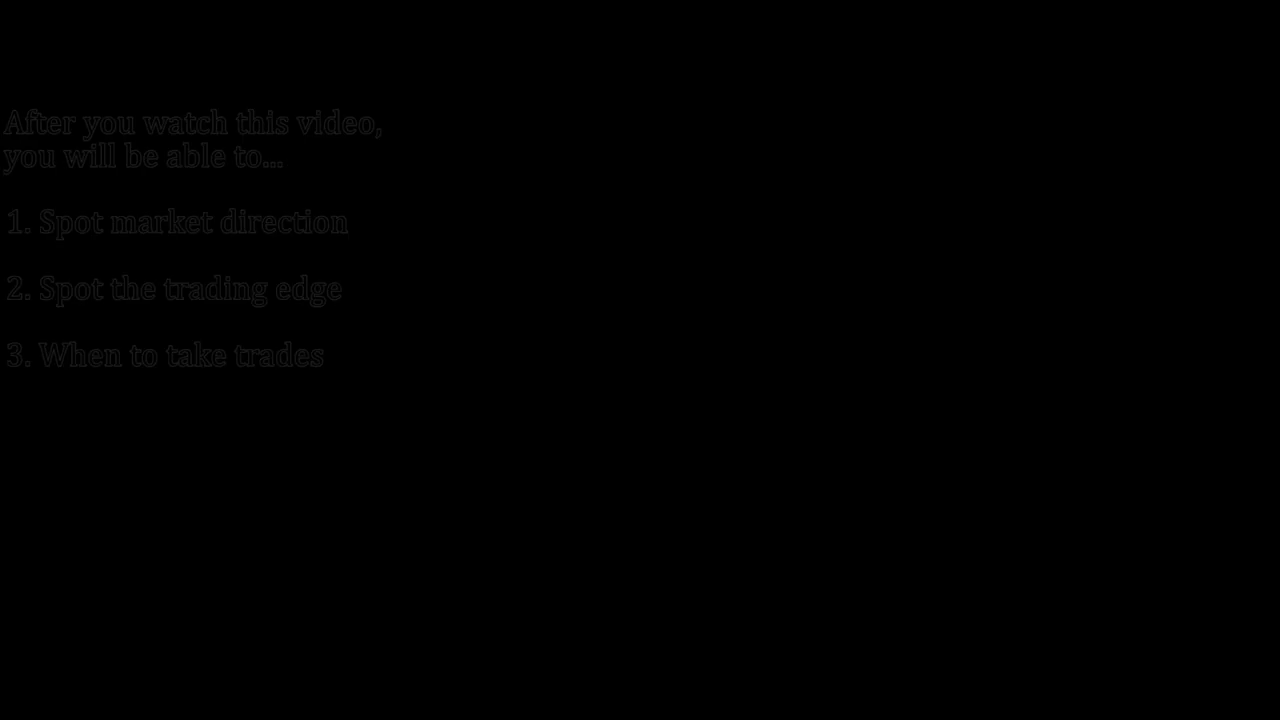 After you watch this video,
you will be able to...
1. Spot market direction
2. Spot the trading edge
3. When to take trades